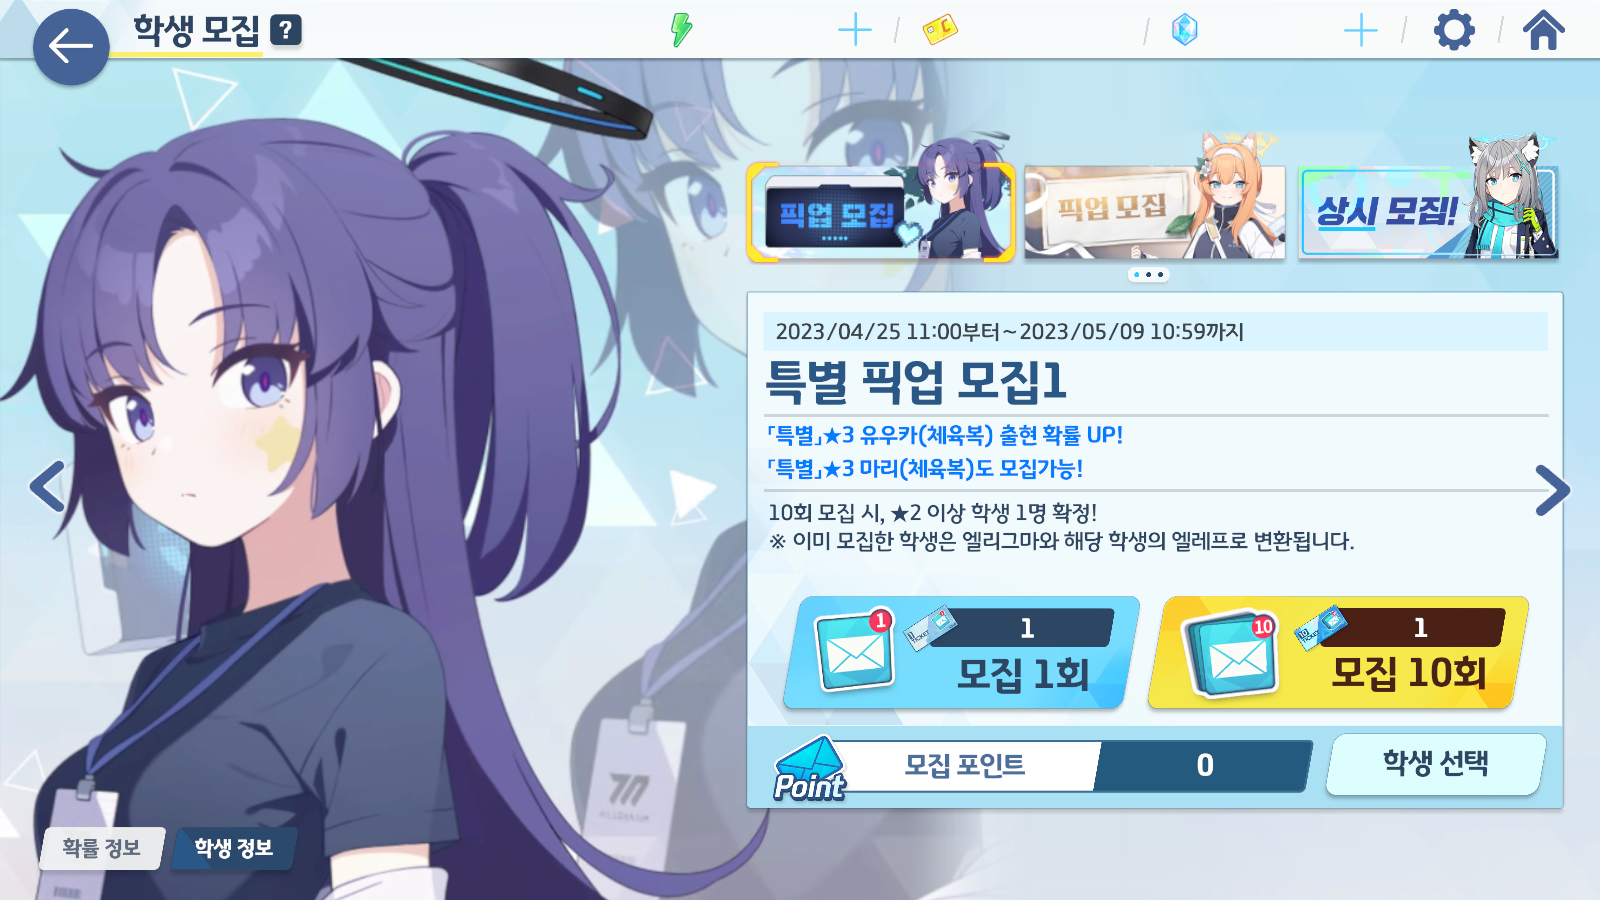 학생 모집 ?
픽업 모집
픽업 모집
상시 모집!
2023/04/25 11:00부터~2023/05/09 10:59까지
특별 픽업 모집1
「특별」★3 유우카(체육복) 출현 확률 UP!
「특별」★3 마리(체육복)도 모집가능!
10회 모집 시, ★2 이상 학생 1명 확정!
※ 이미 모집한 학생은 엘리그마와 해당 학생의 엘레프로 변환됩니다.
1
TICKET
1
모집 1회
10
10 TICKET
1
모집 10회
Point
모집 포인트
0
학생 선택
확률 정보
학생 정보